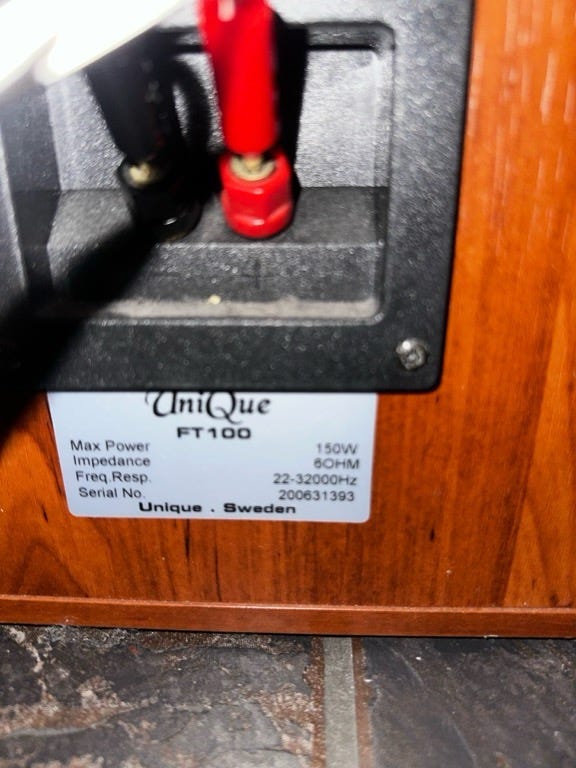 UniQue
FT100
Max Power 150W
Impedance 6OHM
Freq.Resp. 22-32000Hz
Serial No. 200631393
Unique . Sweden